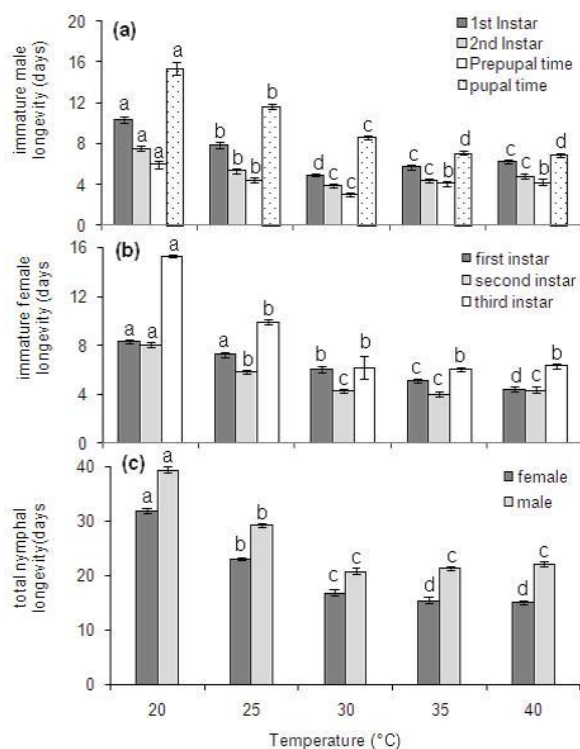 (a)
immature male
longevity (days)
20
16
12
8
4
0
1st Instar
2nd Instar
Prepupal time
pupal time
a a a a
b b b b
d c c c
c c b d
c c b d
(b)
immature female
longevity (days
16
12
8
4
0
first instar
second instar
third instar
a a a
a b b
b c b
c c b
d c b
(c)
total nymphal
longevity(days
40
30
20
10
0
female
male
a a
b b
c c
d c
d c
20 25 30 35 40
Temperature (°C)